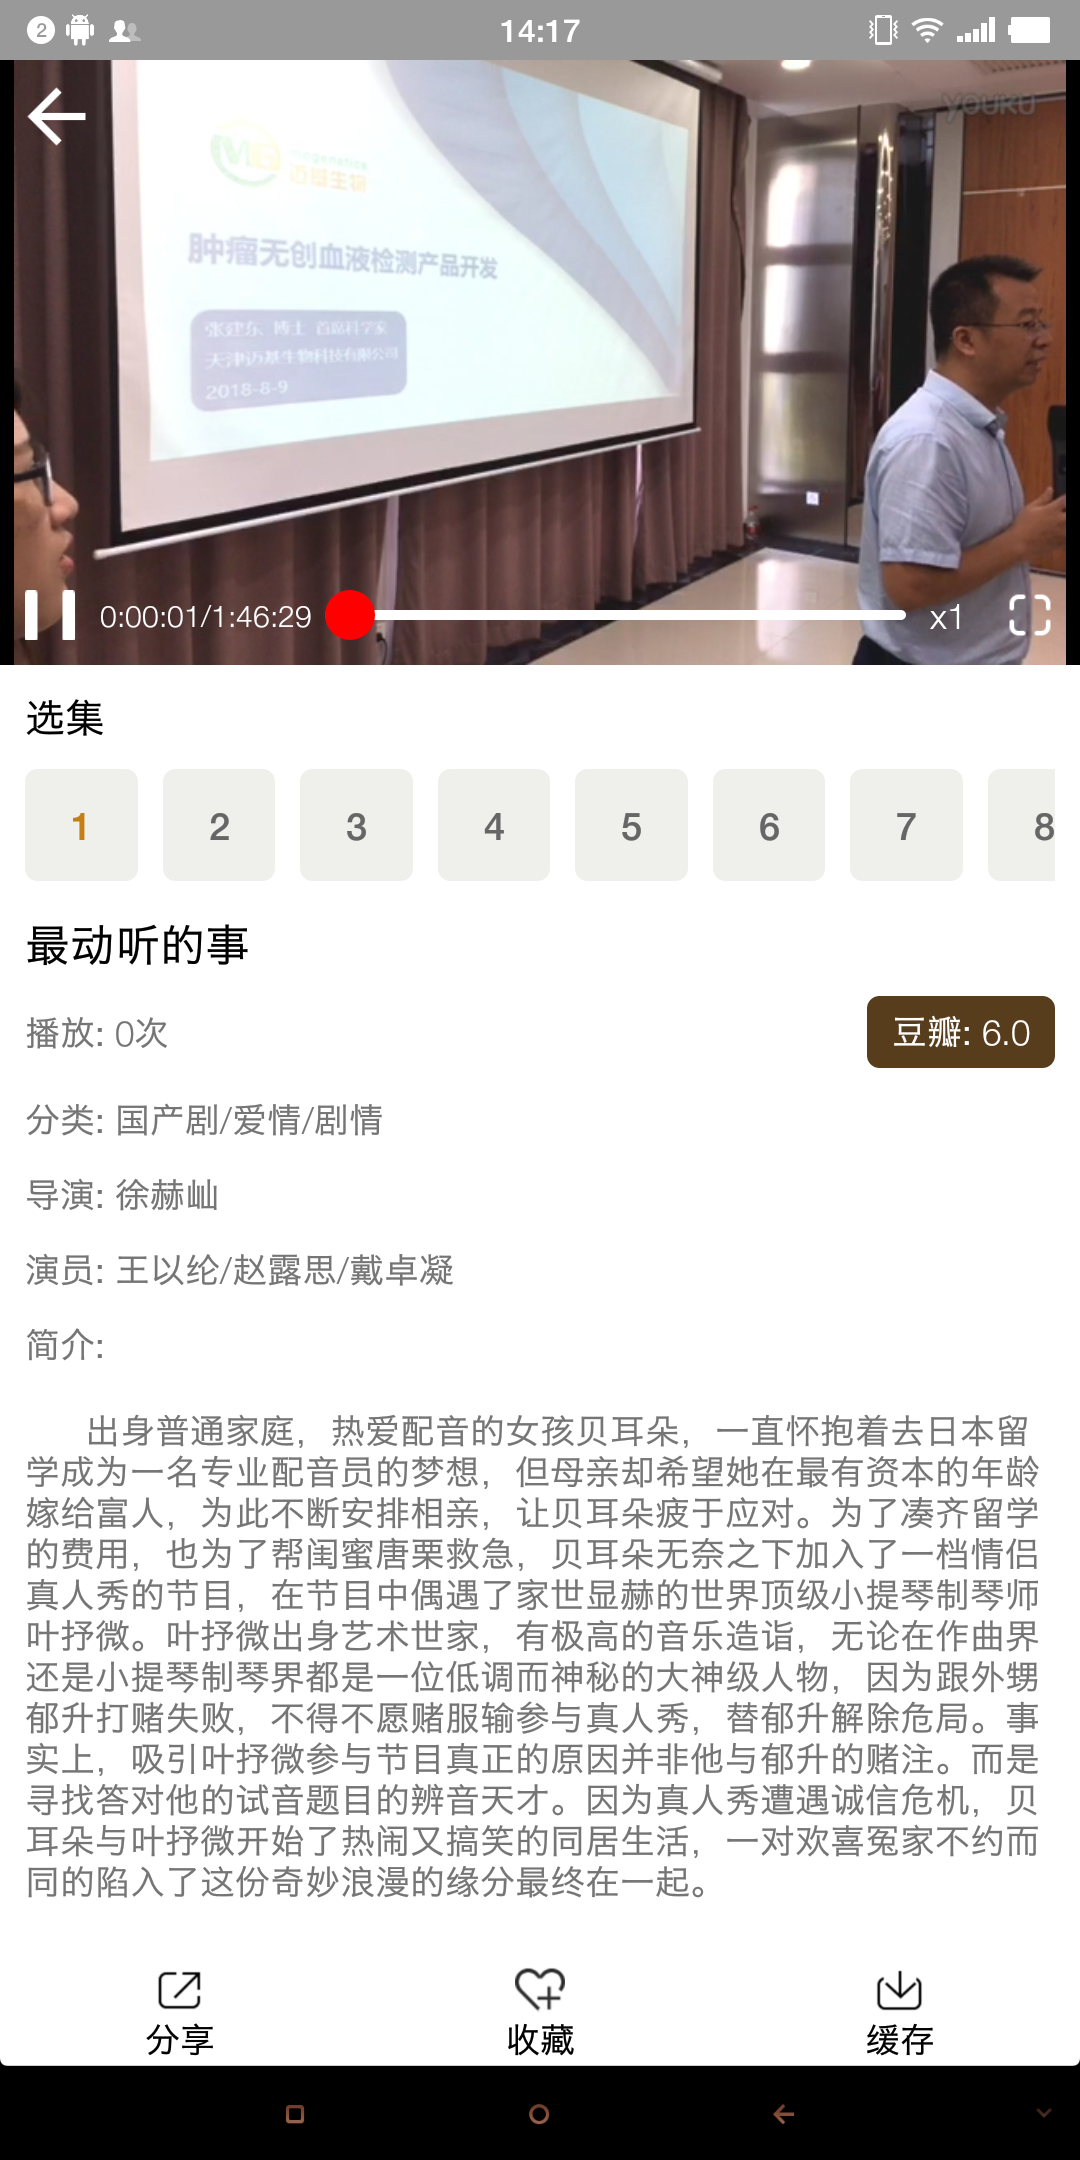 2
14:17
YOUKU
megenetics
迈基生物
肿瘤无创血液检测产品开发
张建东 博士 首席科学家
天津迈基生物科技有限公司
2018-8-9
0:00:01/1:46:29
x1
选集
1 2 3 4 5 6 7 8
最动听的事
播放: 0次
豆瓣: 6.0
分类: 国产剧/爱情/剧情
导演: 徐赫屾
演员: 王以纶/赵露思/戴卓凝
简介:
出身普通家庭，热爱配音的女孩贝耳朵，一直怀抱着去日本留
学成为一名专业配音员的梦想，但母亲却希望她在最有资本的年龄
嫁给富人，为此不断安排相亲，让贝耳朵疲于应对。为了凑齐留学
的费用，也为了帮闺蜜唐栗救急，贝耳朵无奈之下加入了一档情侣
真人秀的节目，在节目中偶遇了家世显赫的世界顶级小提琴制琴师
叶抒微。叶抒微出身艺术世家，有极高的音乐造诣，无论在作曲界
还是小提琴制琴界都是一位低调而神秘的大神级人物，因为跟外甥
郁升打赌失败，不得不愿赌服输参与真人秀，替郁升解除危局。事
实上，吸引叶抒微参与节目真正的原因并非他与郁升的赌注。而是
寻找答对他的试音题目的辨音天才。因为真人秀遭遇诚信危机，贝
耳朵与叶抒微开始了热闹又搞笑的同居生活，一对欢喜冤家不约而
同的陷入了这份奇妙浪漫的缘分最终在一起。
分享
收藏
缓存